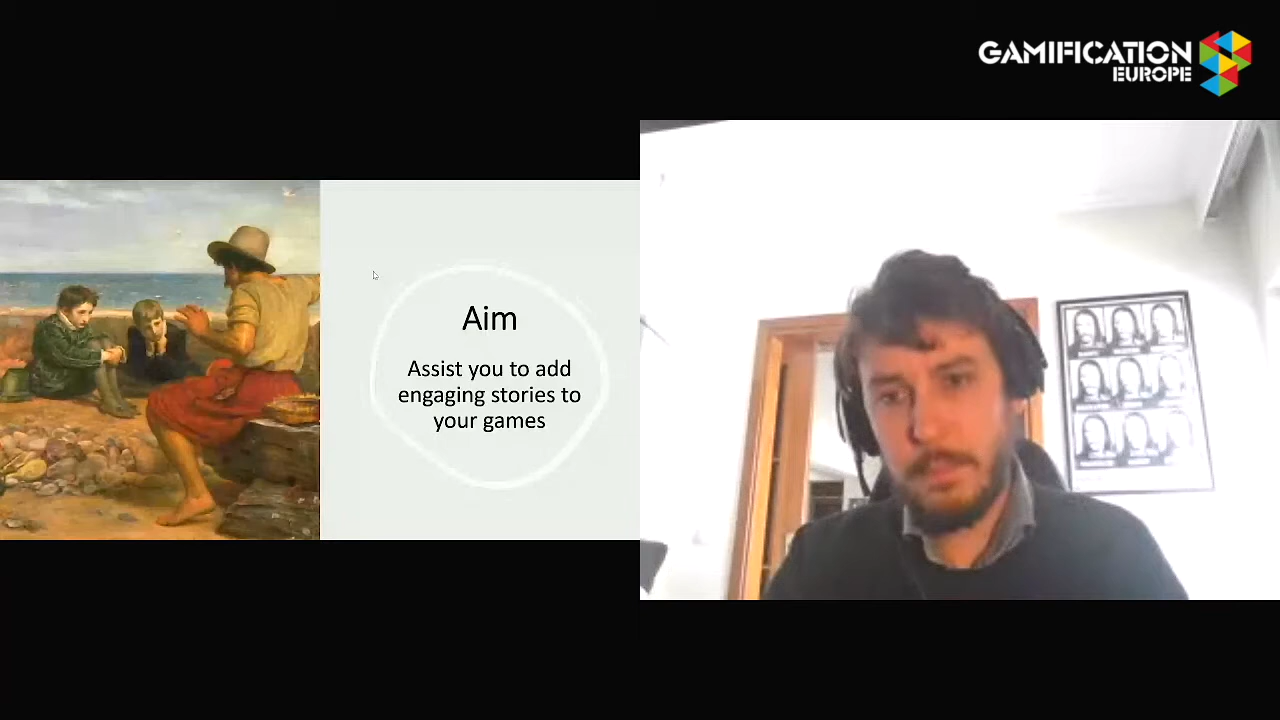 GAMIFICATION
EUROPE
Aim
Assist you to add
engaging stories to
your games